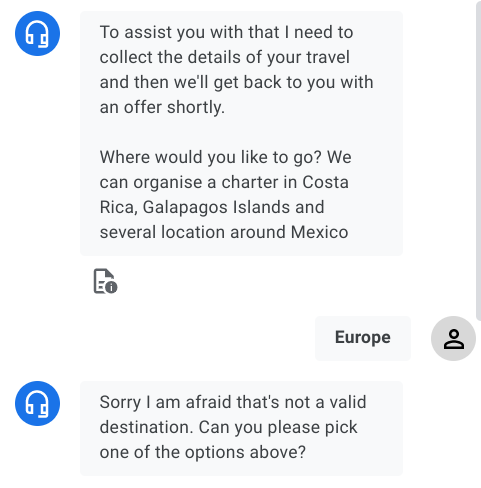 To assist you with that I need to
collect the details of your travel
and then we'll get back to you with
an offer shortly.
Where would you like to go? We
can organise a charter in Costa
Rica, Galapagos Islands and
several location around Mexico
Europe
Sorry I am afraid that's not a valid
destination. Can you please pick
one of the options above?